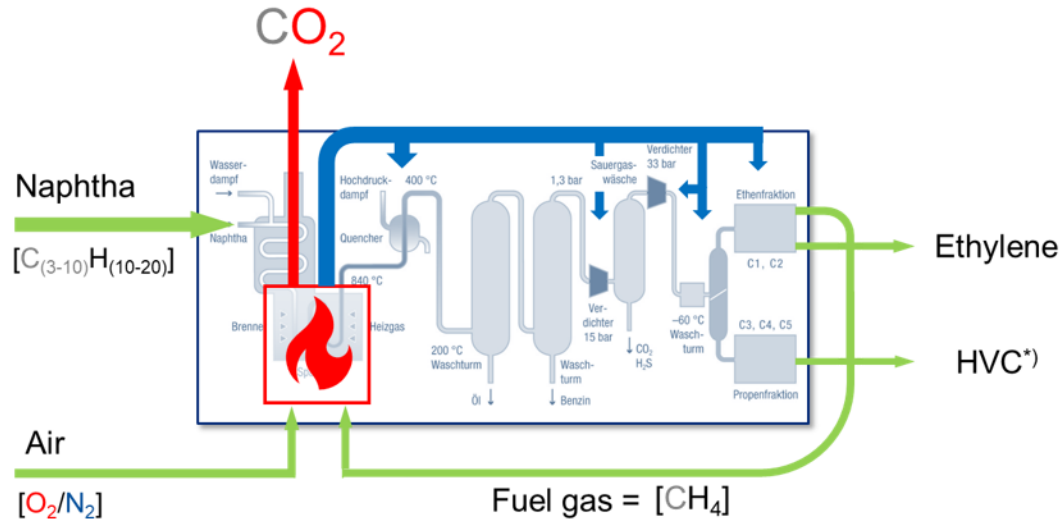 CO2
Naphtha
[C(3-10)H(10-20)]
Wasser-
dampf
Naphtha
Hochdruck-
dampf
400 °C
Quencher
840 °C
Brenne
Heizgas
Sp
200 °C
Waschturm
Öl
1,3 bar
Wasch-
turm
Benzin
Ver-
dichter
15 bar
Sauergas-
wäsche
CO2
H2S
Verdichter
33 bar
–60 °C
Wasch-
turm
Ethenfraktion
C1, C2
C3, C4, C5
Propenfraktion
Ethylene
HVC*)
Air
[O2/N2]
Fuel gas = [CH4]